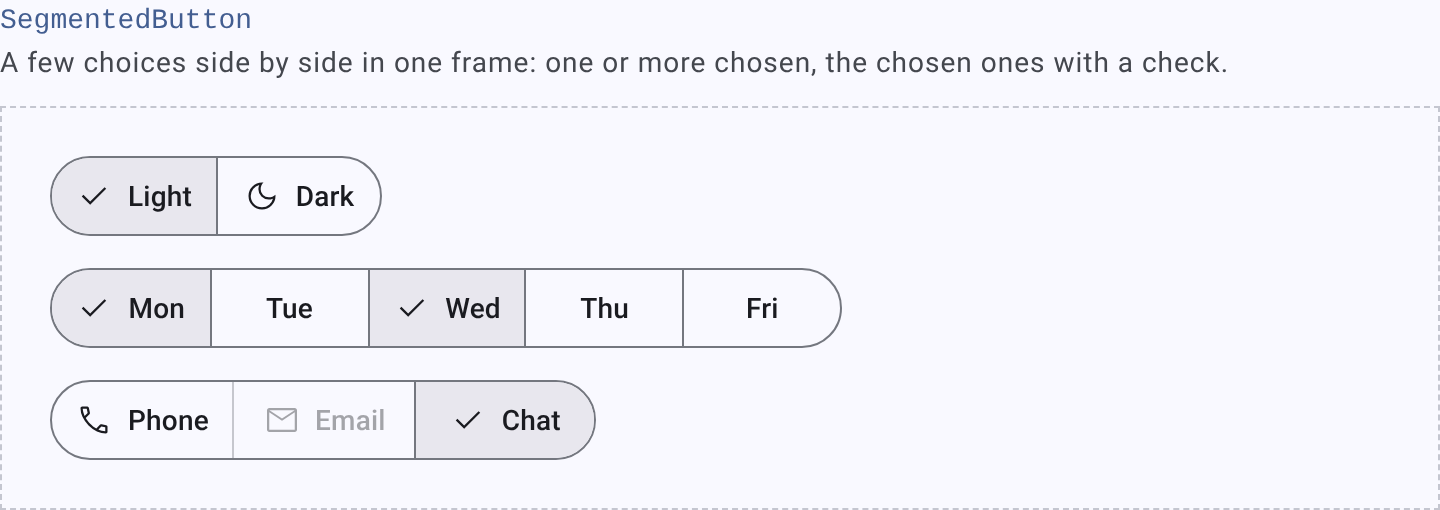 SegmentedButton
A few choices side by side in one frame: one or more chosen, the chosen ones with a check.
Light Dark
Mon Tue Wed Thu Fri
Phone Email Chat